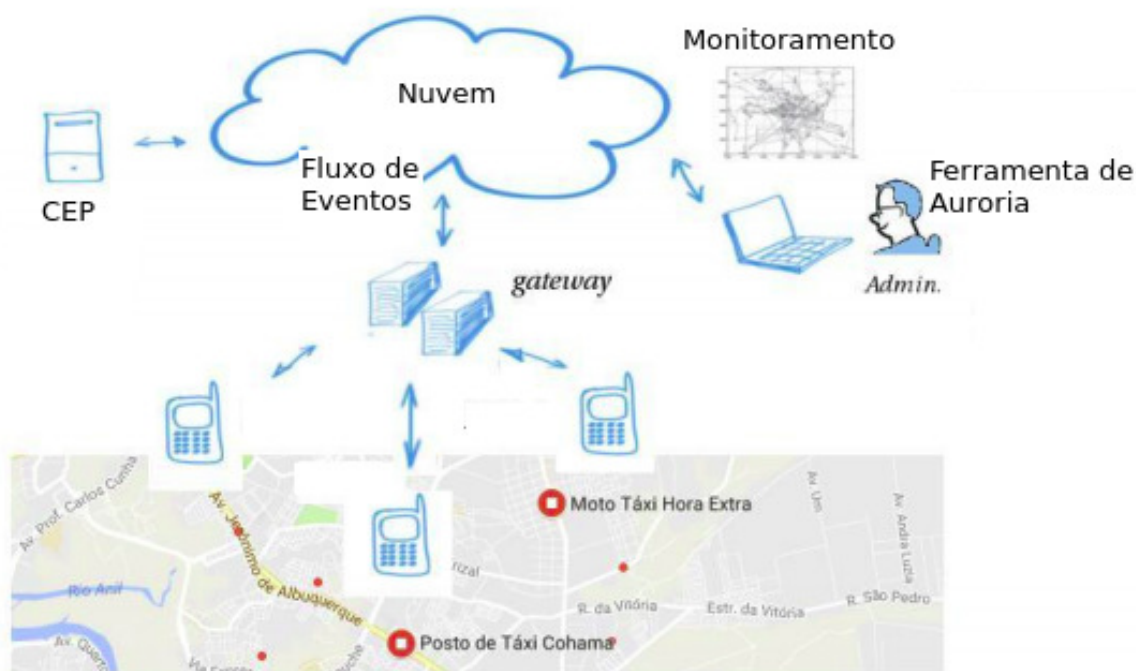 Monitoramento
Nuvem
Fluxo de
Eventos
CEP
Ferramenta de
Auroria
Admin.
gateway
Av. Prof. Carlos Cunha
Av. Jerônimo de Albuquerque
Moto Táxi Hora Extra
Av. Um
Av. Andra Luzia
Rio Anil
rizal
R. da Vitória
Estr. da Vitória
R. São Pedro
Posto de Táxi Cohama